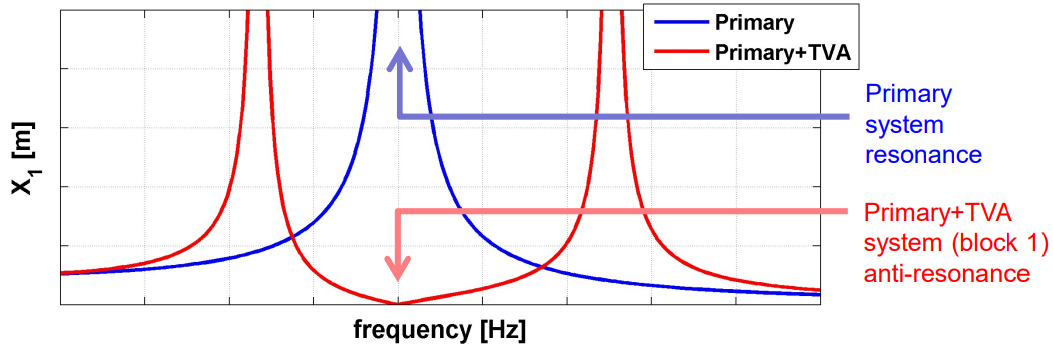 Primary
Primary+TVA
Primary
system
resonance
X1 [m]
Primary+TVA
system (block 1)
anti-resonance
frequency [Hz]